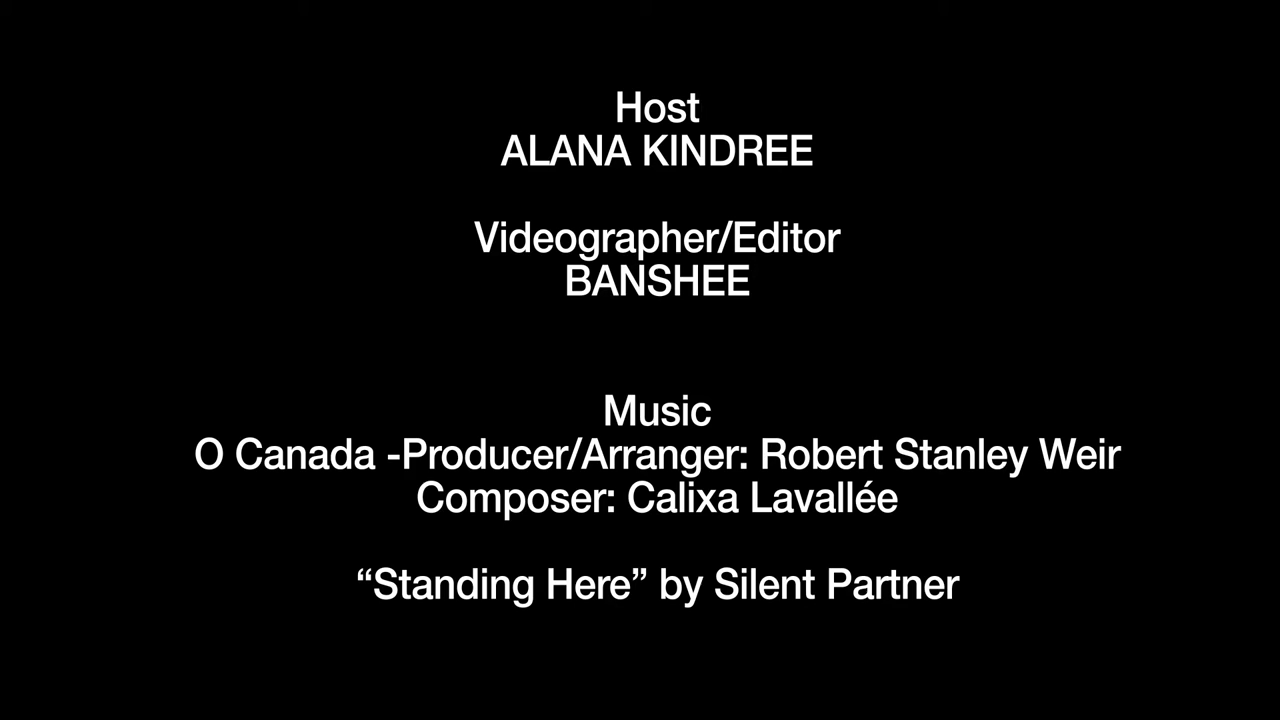 Host
ALANA KINDREE
Videographer/Editor
BANSHEE
Music
O Canada -Producer/Arranger: Robert Stanley Weir
Composer: Calixa Lavallée
“Standing Here” by Silent Partner